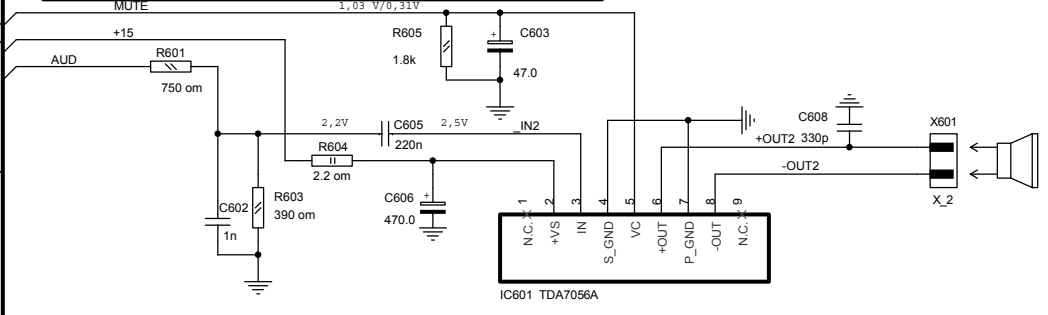 MUTE
1,03 V/0,31V
+15
R605
1.8k
C603
+
47.0
AUD
R601
750 om
2,2V
C605
220n
2,5V
_IN2
R604
2.2 om
C602
1n
R603
390 om
C606
+
470.0
+OUT2
C608
330p
-OUT2
X601
X_2
1
2
3
4
5
6
7
8
9
N.C.
+VS
IN
S_GND
VC
+OUT
P_GND
-OUT
N.C.
IC601 TDA7056A